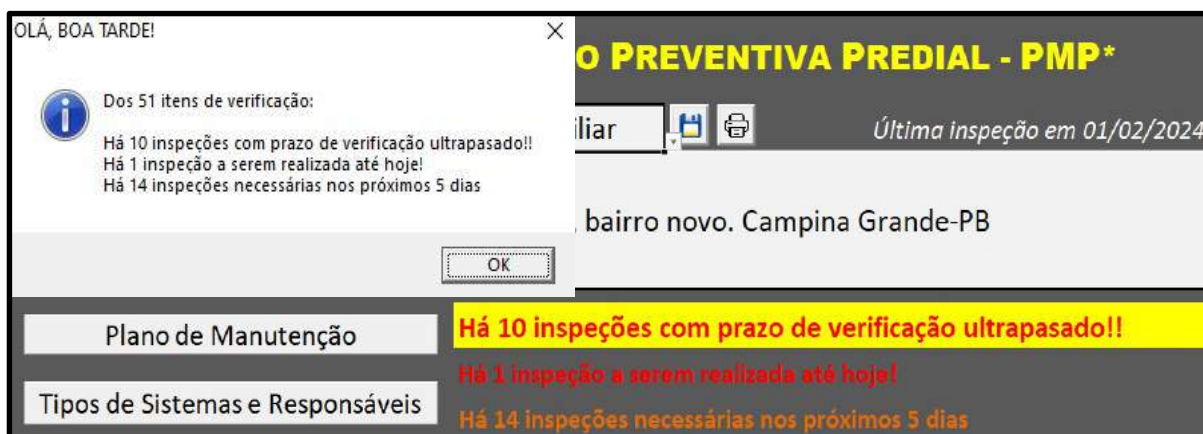 OLÁ, BOA TARDE!
Dos 51 itens de verificação:
Há 10 inspeções com prazo de verificação ultrapasado!!
Há 1 inspeção a serem realizada até hoje!
Há 14 inspeções necessárias nos próximos 5 dias
OK
O PREVENTIVA PREDIAL - PMP*
iliar
Última inspeção em 01/02/2024
, bairro novo. Campina Grande-PB
Plano de Manutenção
Há 10 inspeções com prazo de verificação ultrapasado!!
Há 1 inspeção a serem realizada até hoje!
Tipos de Sistemas e Responsáveis
Há 14 inspeções necessárias nos próximos 5 dias